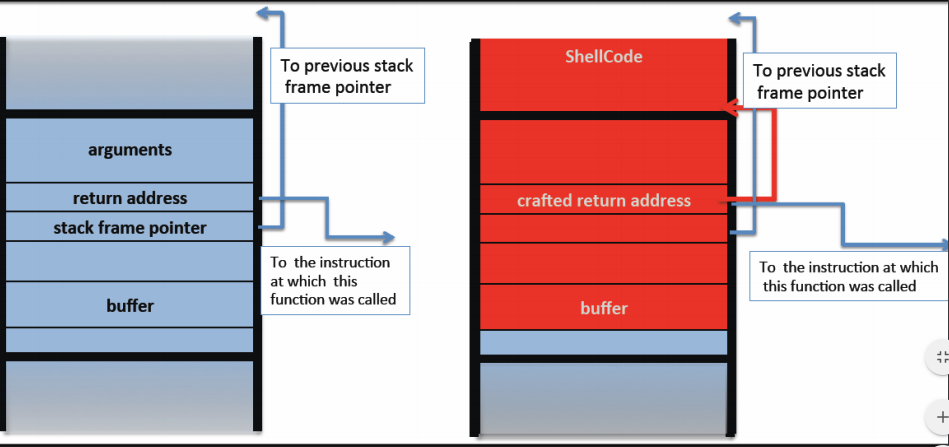 To previous stack
frame pointer
arguments
return address
stack frame pointer
To the instruction
at which this
function was called
buffer
ShellCode
To previous stack
frame pointer
crafted return address
To the instruction at which
this function was called
buffer